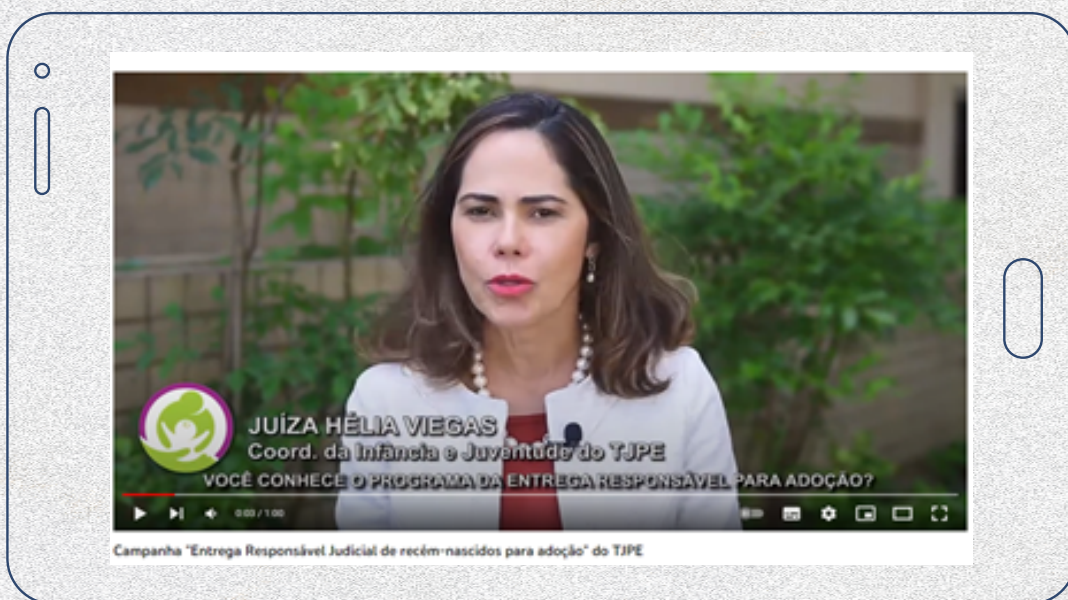 JUÍZA HÉLIA VIEGAS
Coord. da Infância e Juventude do TJPE
VOCÊ CONHECE O PROGRAMA DA ENTREGA RESPONSÁVEL PARA ADOÇÃO?
0:03 / 1:00
Campanha "Entrega Responsável Judicial de recém-nascidos para adoção" do TJPE